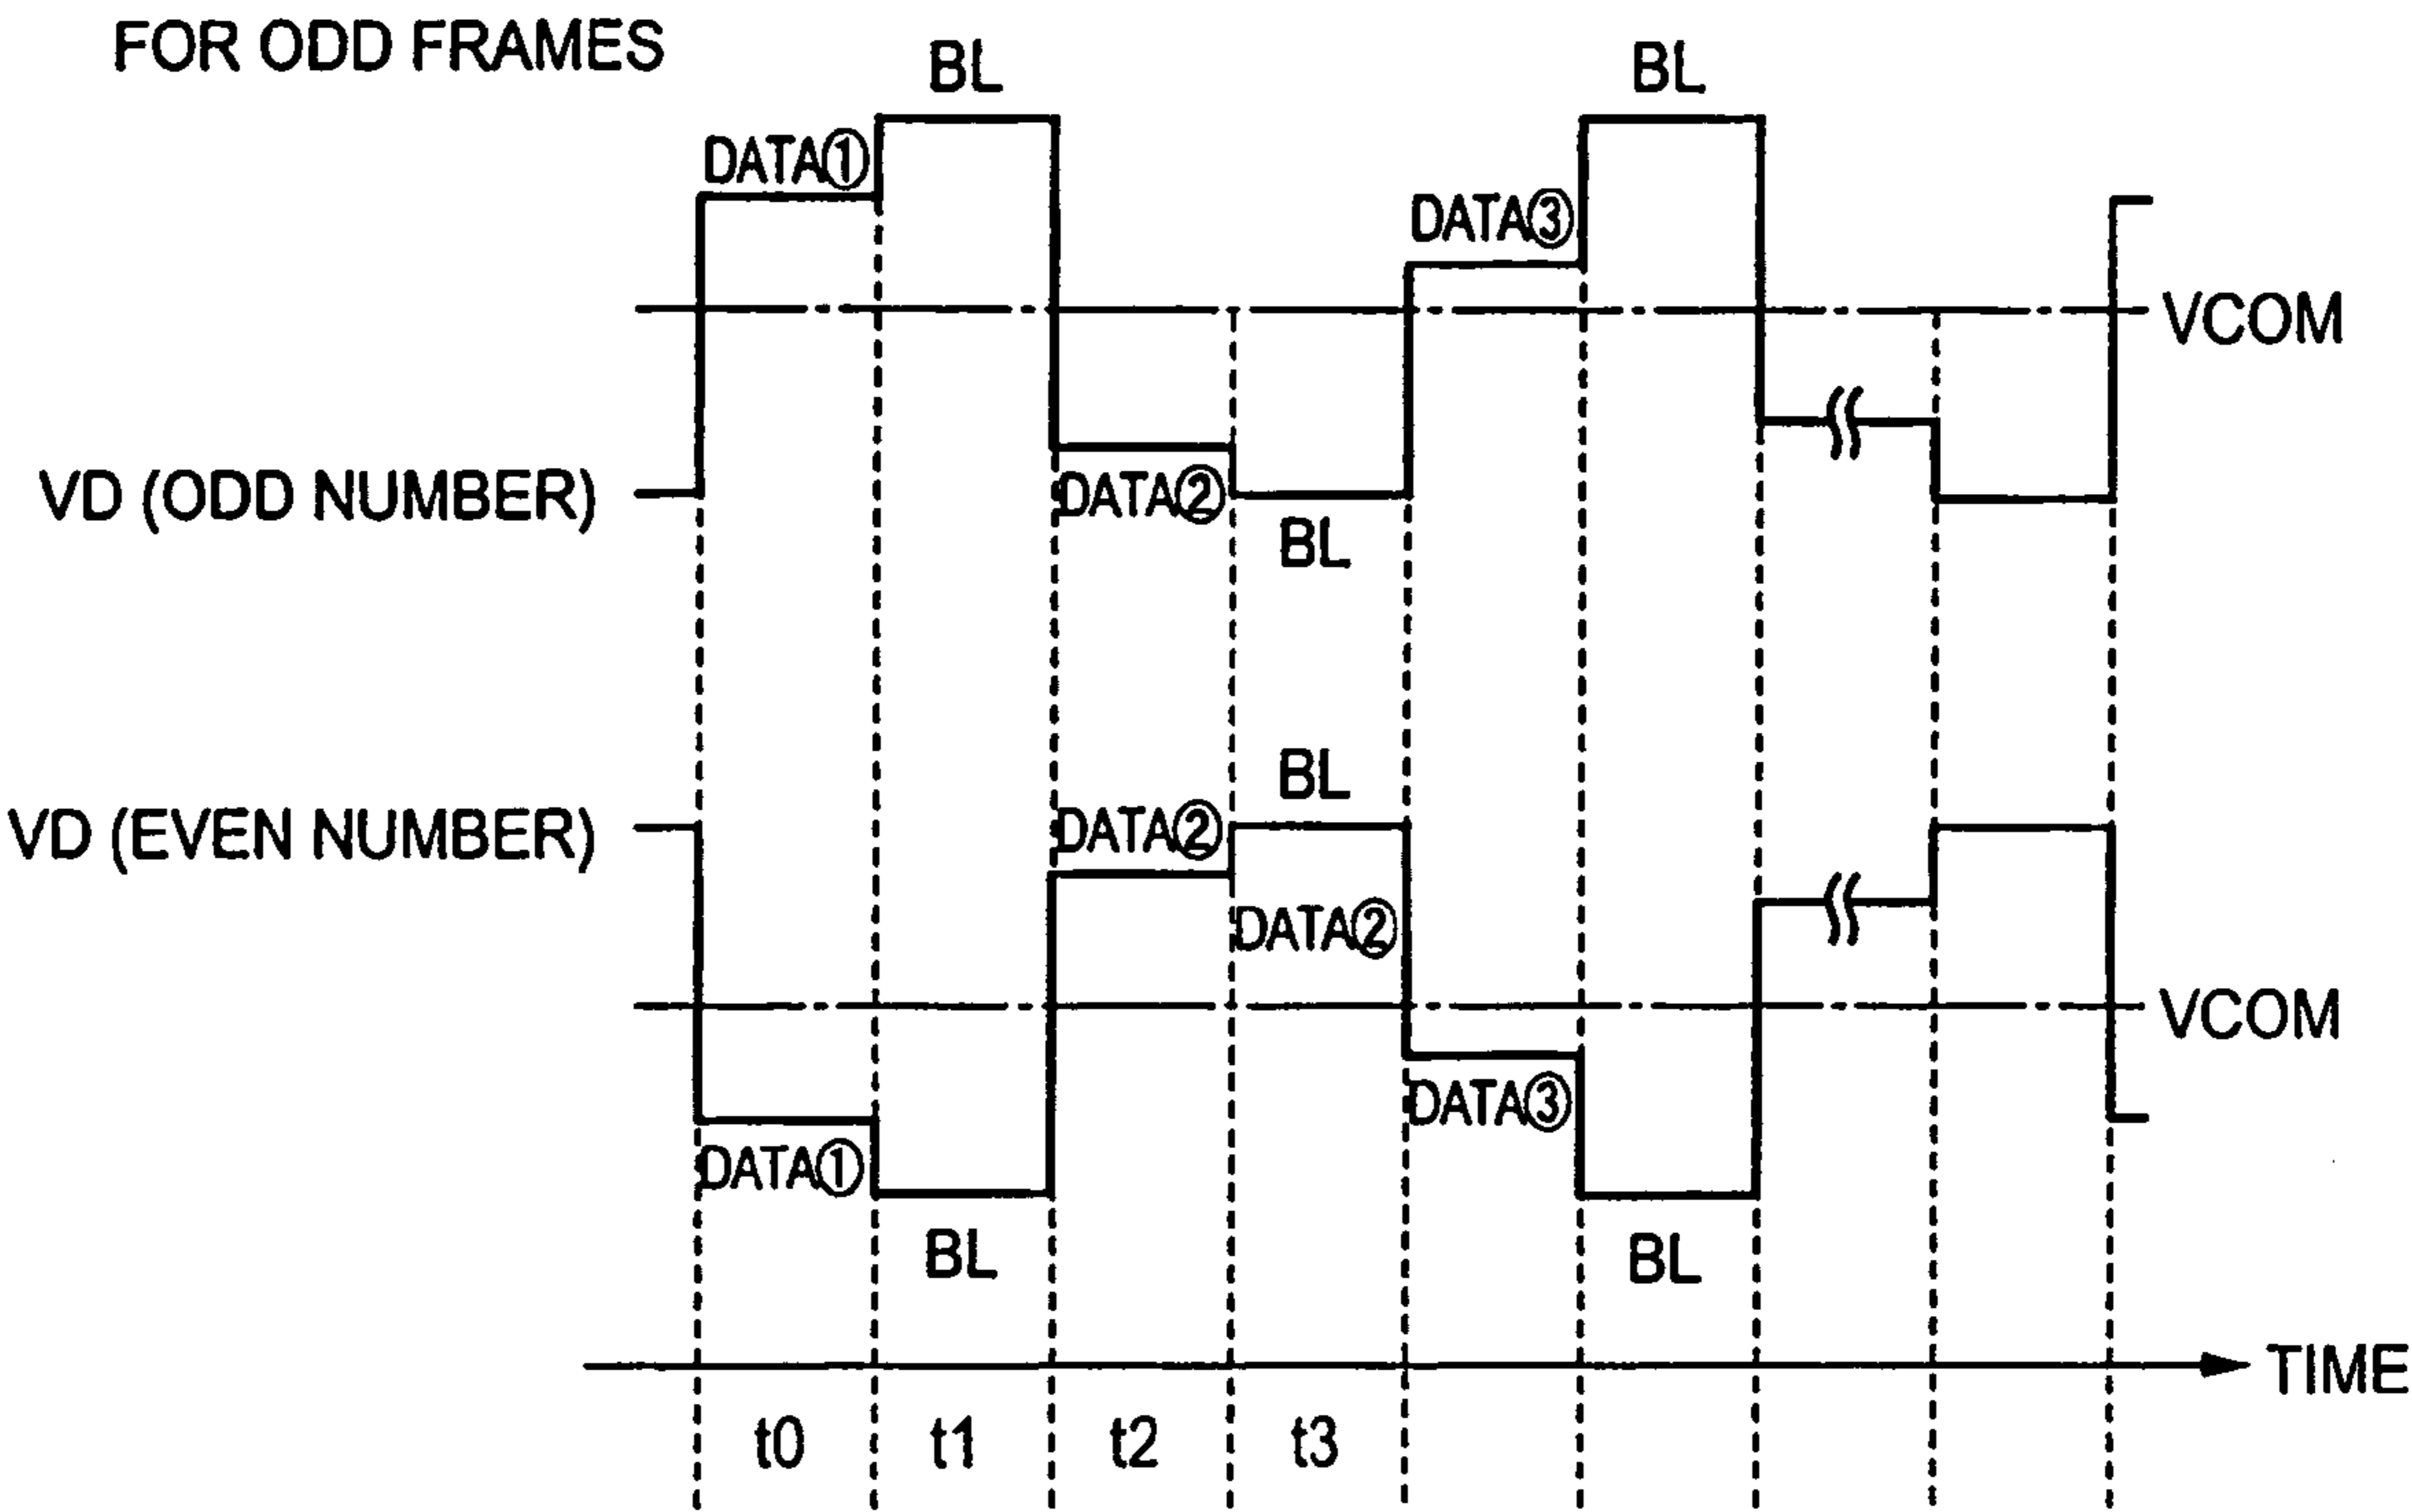 FOR ODD FRAMES
BL
BL
DATA①
DATA③
VCOM
VD (ODD NUMBER)
DATA②
BL
BL
VD (EVEN NUMBER)
DATA②
DATA②
VCOM
DATA③
DATA①
BL
BL
TIME
t0 t1 t2 t3